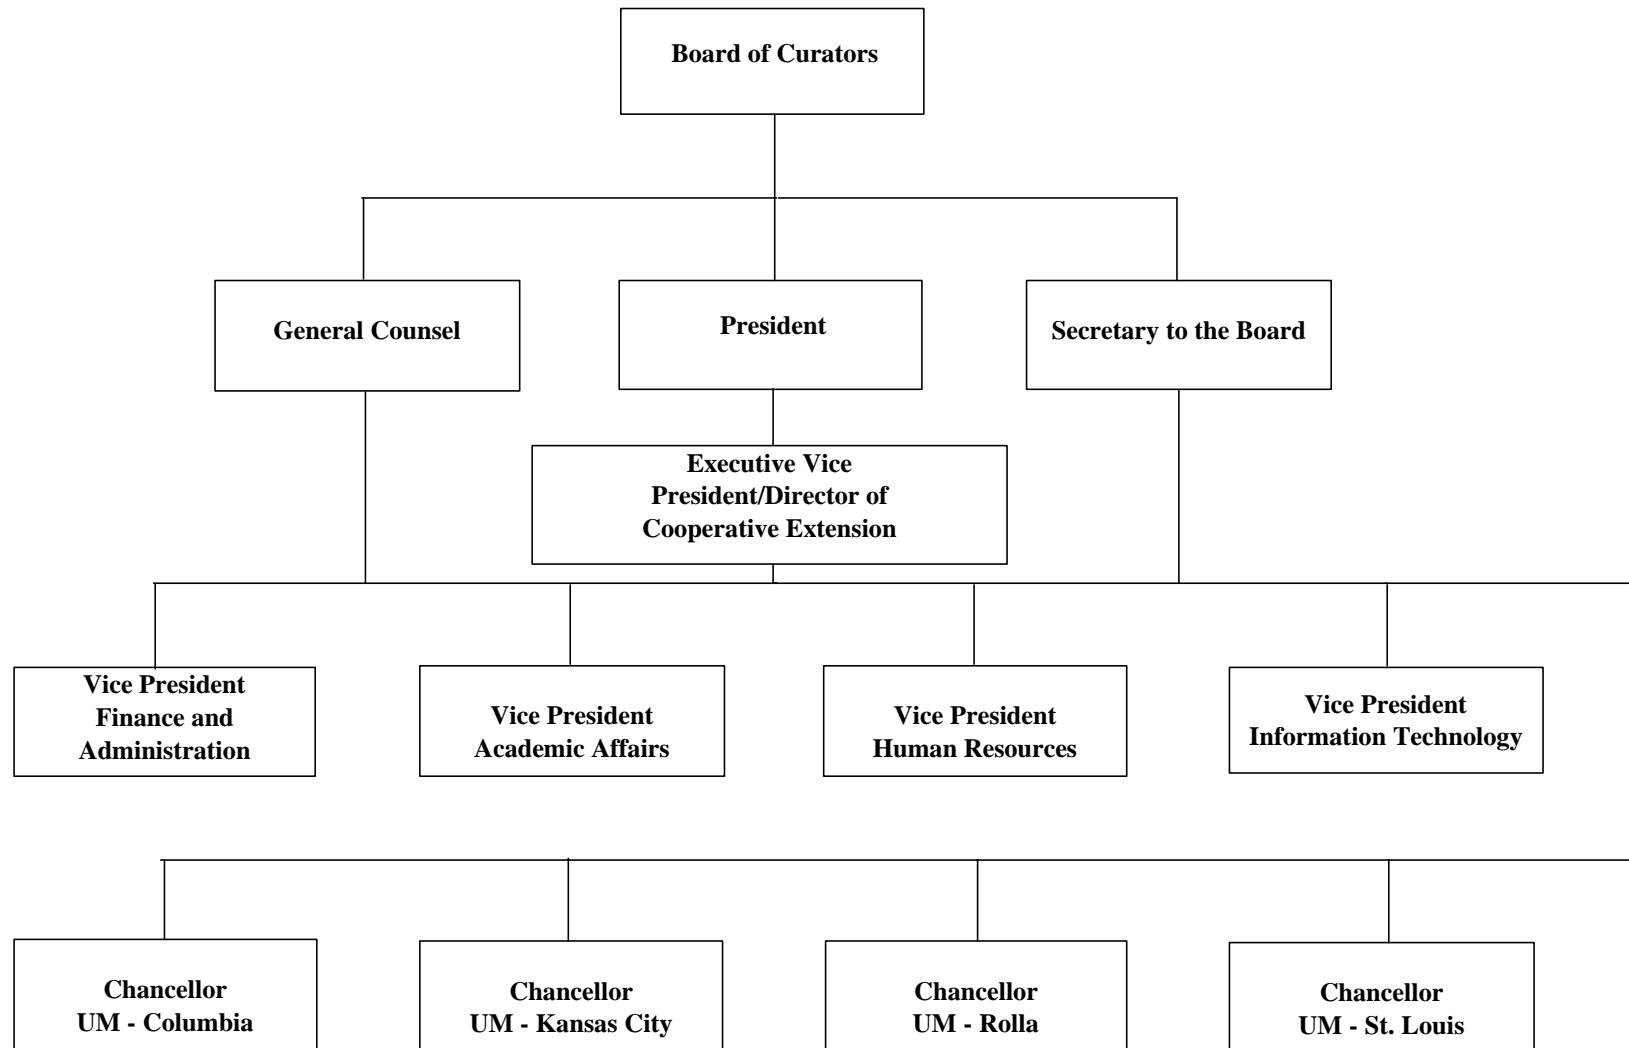 Board of Curators
General Counsel
President
Secretary to the Board
Executive Vice
President/Director of
Cooperative Extension
Vice President
Finance and
Administration
Vice President
Academic Affairs
Vice President
Human Resources
Vice President
Information Technology
Chancellor
UM - Columbia
Chancellor
UM - Kansas City
Chancellor
UM - Rolla
Chancellor
UM - St. Louis